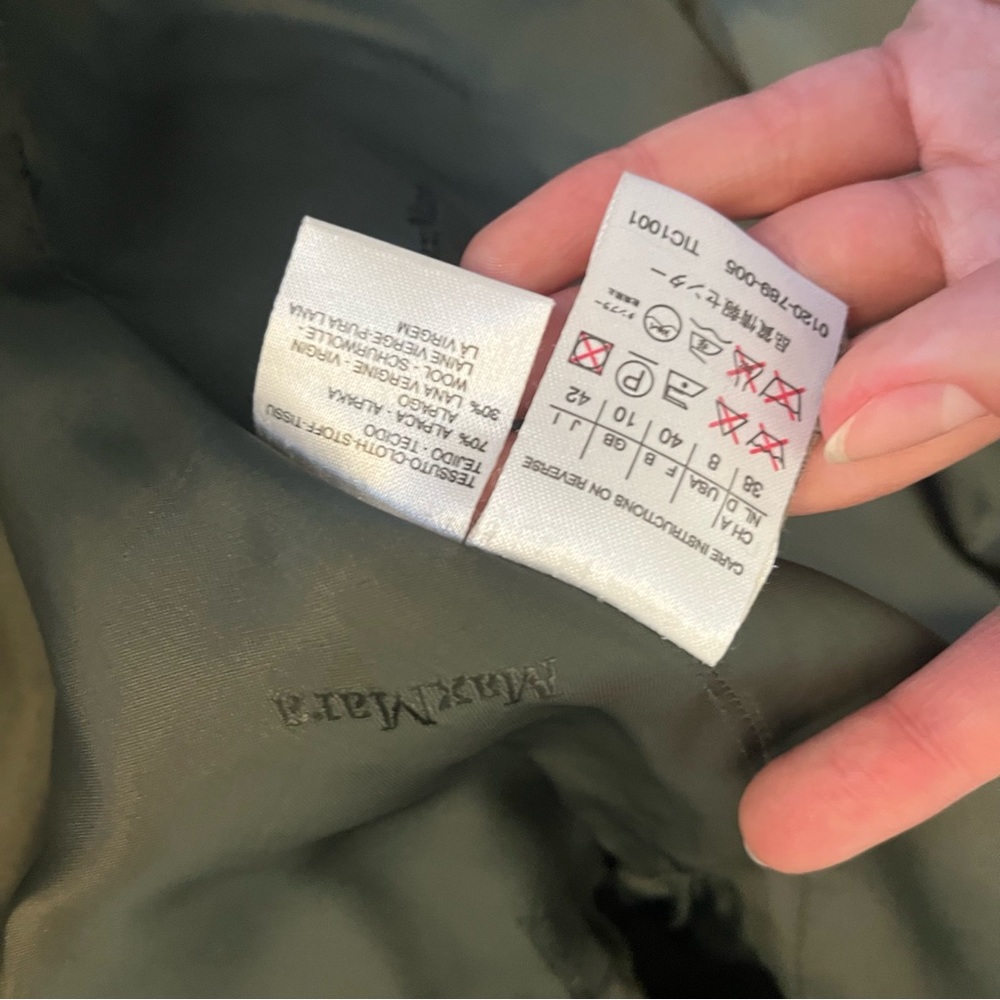 TESSUTO-CLOTH-STOFF-TISSU
TEJIDO - TECIDO
70% ALPACA - ALPAKA
ALPAGO
30% LANA VERGINE - VIRGIN
WOOL - SCHURWOLLE -
LAINE VIERGE-PURA LANA
LA VIRGEM
CARE INSTRUCTIONS ON REVERSE
CH A
NL D USA F B GB J I
38 8 40 10 42
P
品質情報センター
0120-789-005
TIC1001
MaxMara